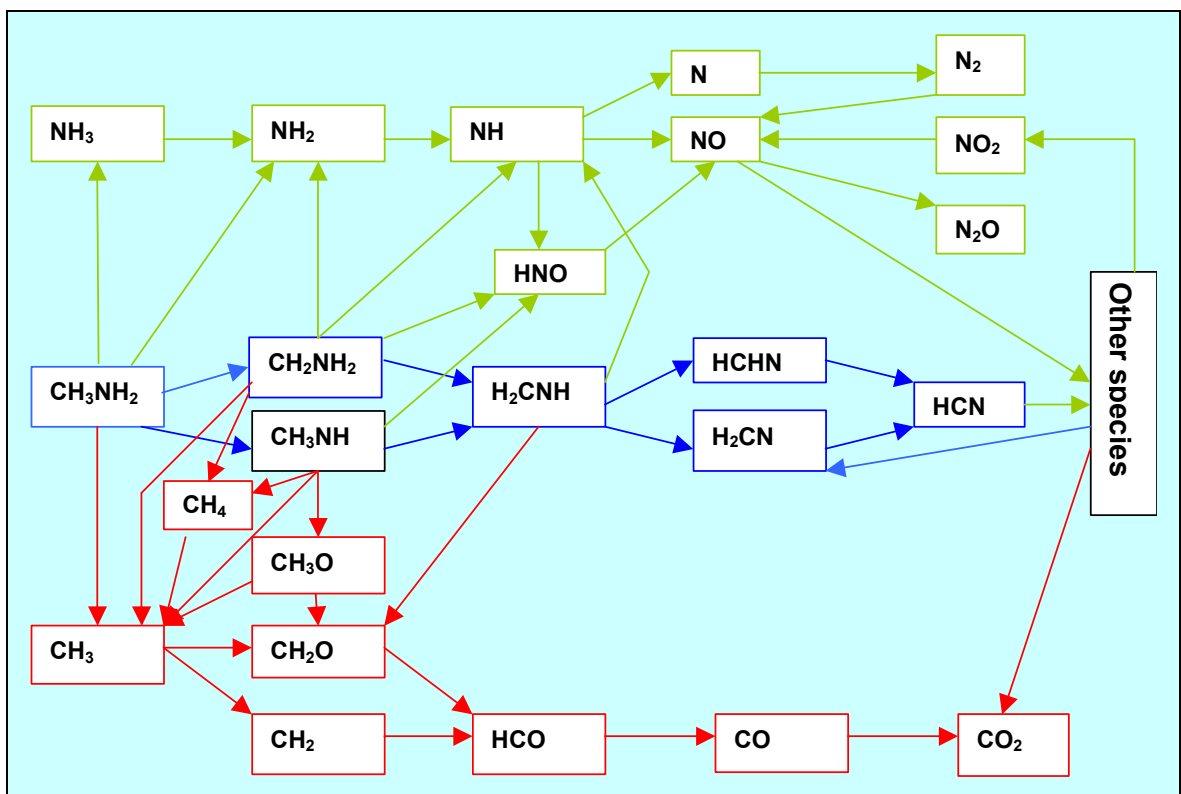 N
N₂
NH₃
NH₂
NH
NO
NO₂
N₂O
HNO
CH₃NH₂
CH₂NH₂
CH₃NH
H₂CNH
HCHN
H₂CN
HCN
Other species
CH₄
CH₃O
CH₃
CH₂O
CH₂
HCO
CO
CO₂